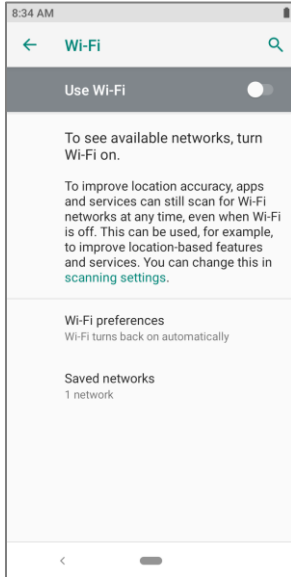 8:34 AM
Wi-Fi
Use Wi-Fi
To see available networks, turn
Wi-Fi on.
To improve location accuracy, apps
and services can still scan for Wi-Fi
networks at any time, even when Wi-Fi
is off. This can be used, for example,
to improve location-based features
and services. You can change this in
scanning settings.
Wi-Fi preferences
Wi-Fi turns back on automatically
Saved networks
1 network